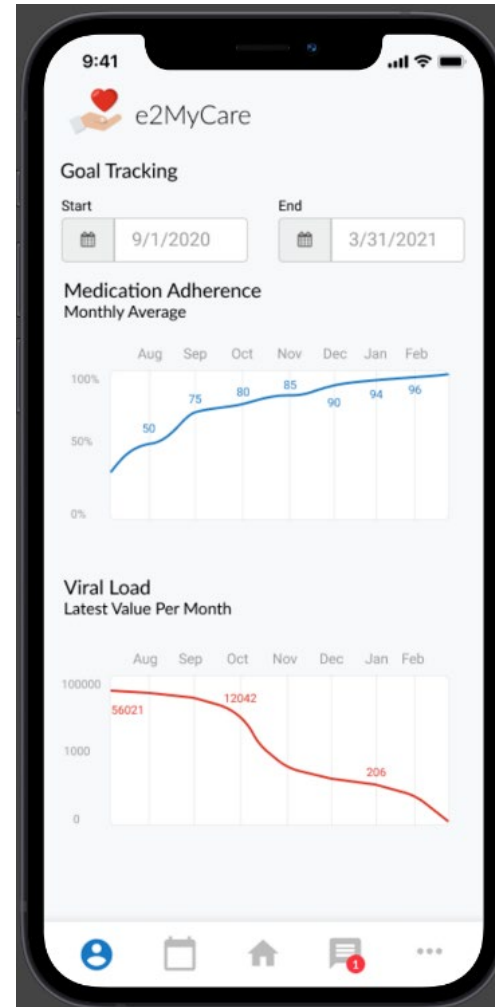 9:41
e2MyCare
Goal Tracking
Start End
9/1/2020 3/31/2021
Medication Adherence
Monthly Average
Aug Sep Oct Nov Dec Jan Feb
100%
75 80 85 90 94 96
50
50%
0%
Viral Load
Latest Value Per Month
Aug Sep Oct Nov Dec Jan Feb
100000
56021 12042
1000
206
0
1